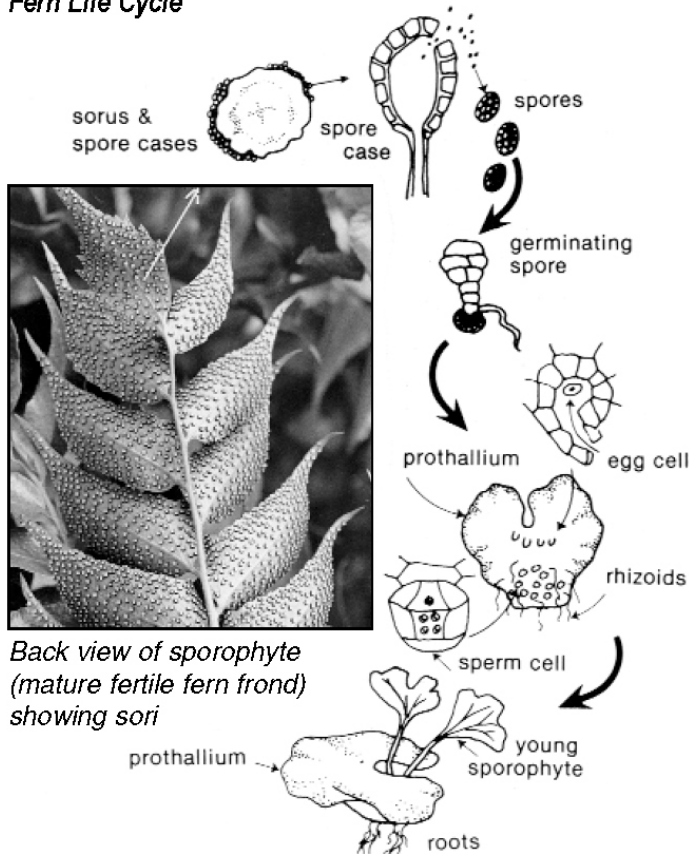 Fern Life Cycle
sorus &
spore cases
spore
case
spores
germinating
spore
prothallium
egg cell
rhizoids
sperm cell
Back view of sporophyte
(mature fertile fern frond)
showing sori
prothallium
young
sporophyte
roots